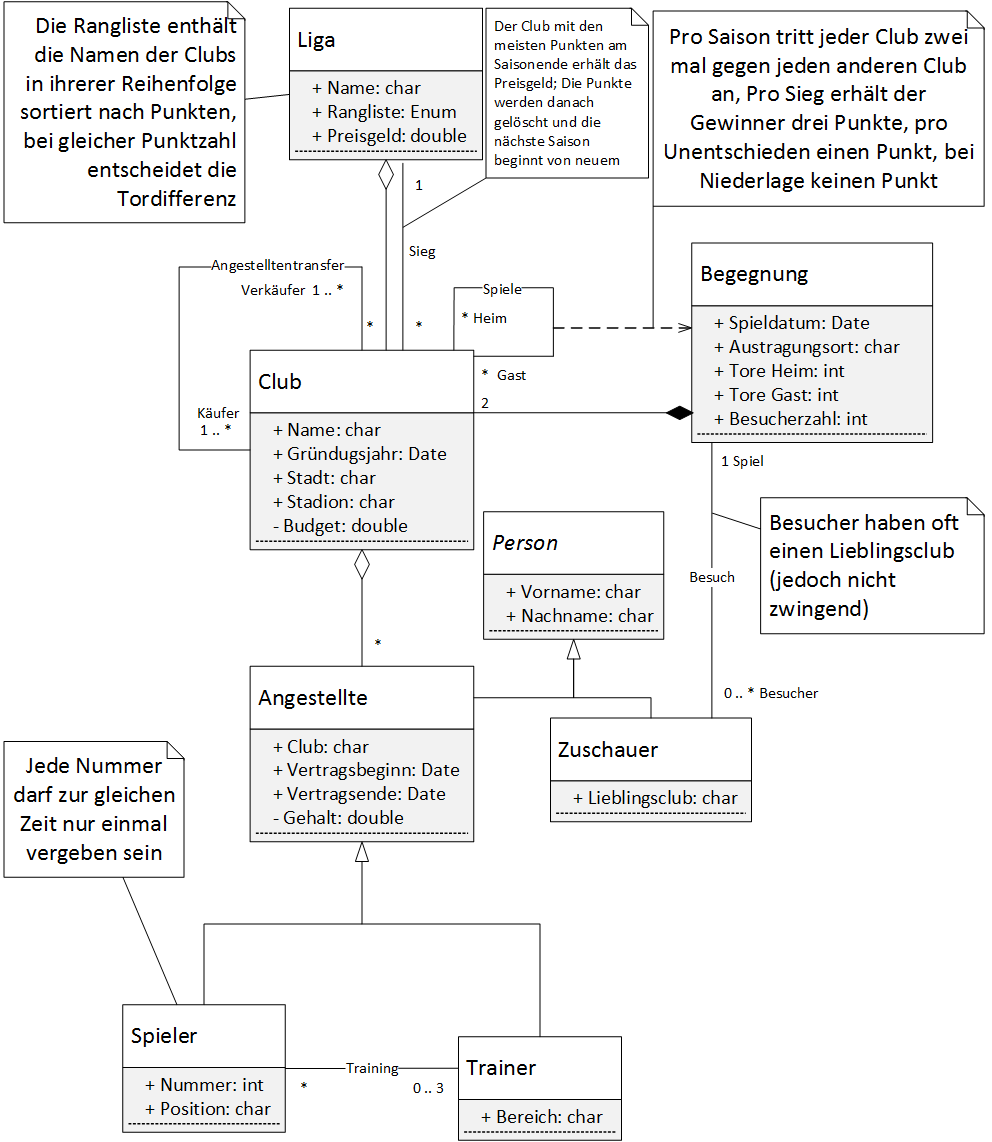 Die Rangliste enthält
die Namen der Clubs
in ihrerer Reihenfolge
sortiert nach Punkten,
bei gleicher Punktzahl
entscheidet die
Tordifferenz
Liga
+ Name: char
+ Rangliste: Enum
+ Preisgeld: double
Der Club mit den
meisten Punkten am
Saisonende erhält das
Preisgeld; Die Punkte
werden danach
gelöscht und die
nächste Saison
beginnt von neuem
Pro Saison tritt jeder Club zwei
mal gegen jeden anderen Club
an, Pro Sieg erhält der
Gewinner drei Punkte, pro
Unentschieden einen Punkt, bei
Niederlage keinen Punkt
1
Sieg
Angestelltentransfer
Verkäufer 1 .. *
*
*
Spiele
* Heim
* Gast
2
Käufer
1 .. *
Begegnung
+ Spieldatum: Date
+ Austragungsort: char
+ Tore Heim: int
+ Tore Gast: int
+ Besucherzahl: int
Club
+ Name: char
+ Gründugsjahr: Date
+ Stadt: char
+ Stadion: char
- Budget: double
1 Spiel
Besucher haben oft
einen Lieblingsclub
(jedoch nicht
zwingend)
Person
+ Vorname: char
+ Nachname: char
Besuch
*
0 .. * Besucher
Angestellte
+ Club: char
+ Vertragsbeginn: Date
+ Vertragsende: Date
- Gehalt: double
Zuschauer
+ Lieblingsclub: char
Jede Nummer
darf zur gleichen
Zeit nur einmal
vergeben sein
Spieler
+ Nummer: int
+ Position: char
Training
*
0 .. 3
Trainer
+ Bereich: char